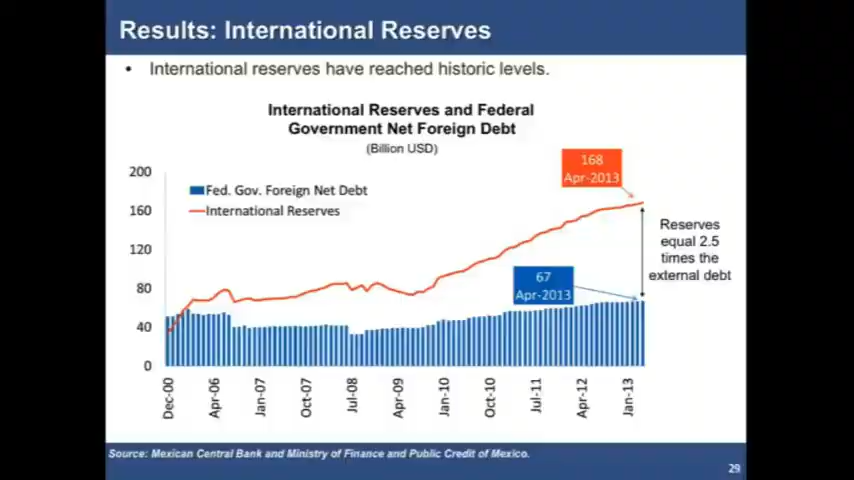 Results: International Reserves
• International reserves have reached historic levels.
International Reserves and Federal
Government Net Foreign Debt
(Billion USD)
200
160
120
80
40
0
Fed. Gov. Foreign Net Debt
International Reserves
168
Apr-2013
67
Apr-2013
Reserves
equal 2.5
times the
external debt
Dec-00
Apr-06
Jan-07
Oct-07
Jul-08
Apr-09
Jan-10
Oct-10
Jul-11
Apr-12
Jan-13
Source: Mexican Central Bank and Ministry of Finance and Public Credit of Mexico.
29